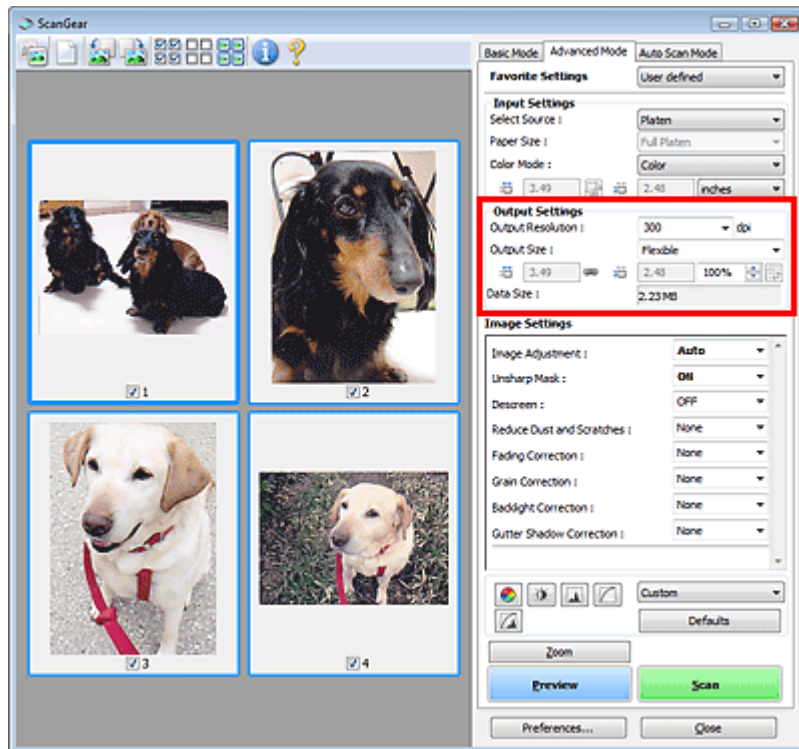 ScanGear
Basic Mode Advanced Mode Auto Scan Mode
Favorite Settings User defined
Input Settings
Select Source : Platen
Paper Size : Full Platen
Color Mode : Color
3.49 2.48 inches
Output Settings
Output Resolution : 300 dpi
Output Size : Flexible
3.49 2.48 100%
Data Size : 2.23 MB
Image Settings
Image Adjustment : Auto
Unsharp Mask : ON
Descreen : OFF
Reduce Dust and Scratches : None
Fading Correction : None
Grain Correction : None
Backlight Correction : None
Gutter Shadow Correction : None
Custom
Defaults
Zoom
Preview Scan
Preferences... Close
1
2
3
4